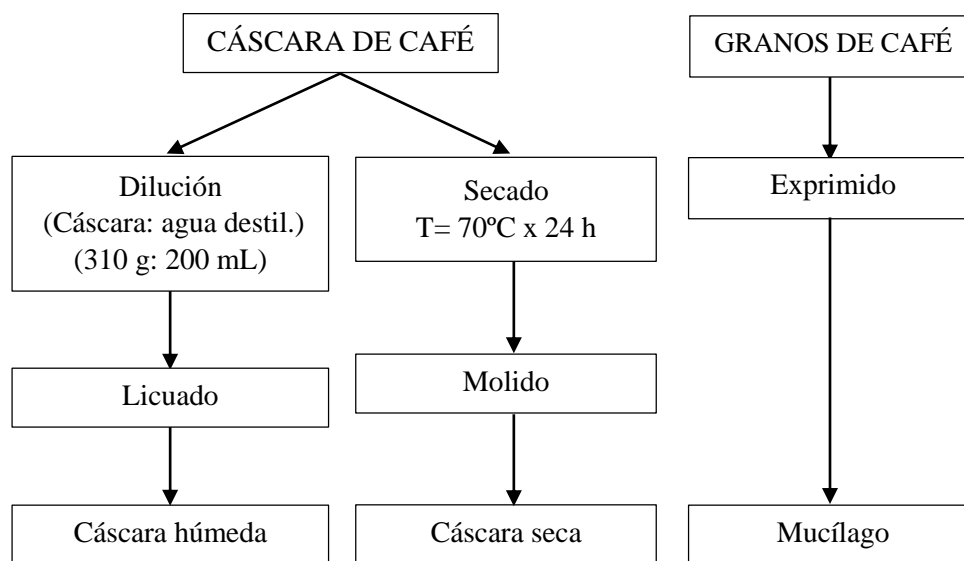 CÁSCARA DE CAFÉ
GRANOS DE CAFÉ
Dilución
(Cáscara: agua destil.)
(310 g: 200 mL)
Secado
T= 70ºC x 24 h
Exprimido
Licuado
Molido
Cáscara húmeda
Cáscara seca
Mucílago